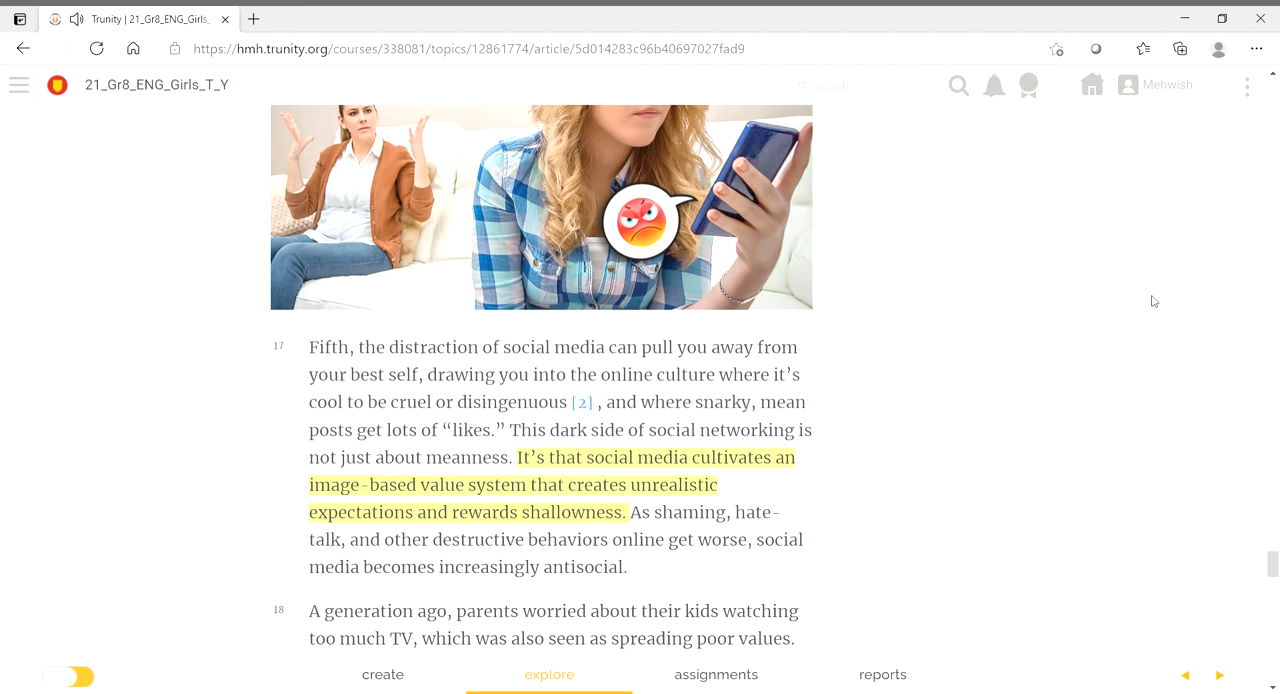 Trunity | 21_Gr8_ENG_Girls_
https://hmh.trunity.org/courses/338081/topics/12861774/article/5d014283c96b40697027fad9
21_Gr8_ENG_Girls_T_Y
Search
Mehwish
17
Fifth, the distraction of social media can pull you away from
your best self, drawing you into the online culture where it’s
cool to be cruel or disingenuous [2] , and where snarky, mean
posts get lots of “likes.” This dark side of social networking is
not just about meanness. It’s that social media cultivates an
image-based value system that creates unrealistic
expectations and rewards shallowness. As shaming, hate-
talk, and other destructive behaviors online get worse, social
media becomes increasingly antisocial.
18
A generation ago, parents worried about their kids watching
too much TV, which was also seen as spreading poor values.
create
explore
assignments
reports